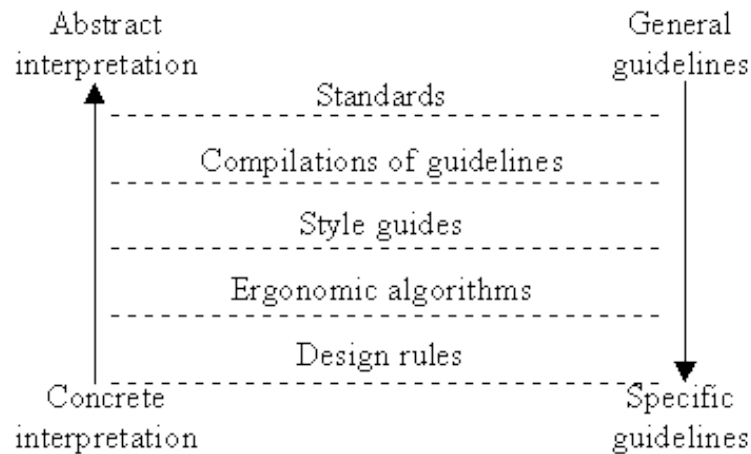 Abstract interpretation
General guidelines
Standards
Compilations of guidelines
Style guides
Ergonomic algorithms
Design rules
Concrete interpretation
Specific guidelines